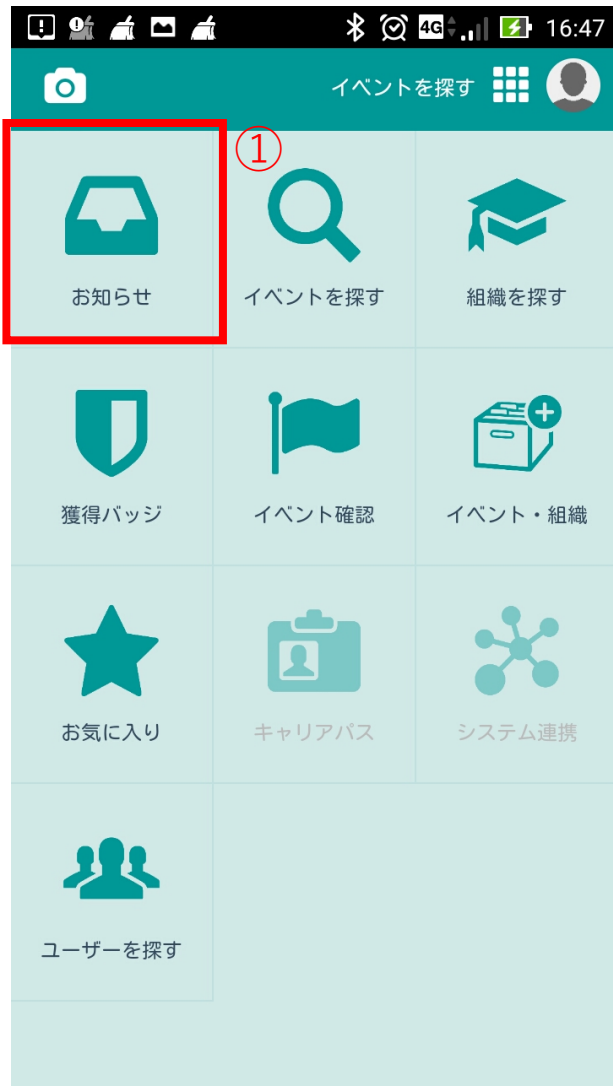 4G 16:47
イベントを探す
①
お知らせ
イベントを探す
組織を探す
獲得バッジ
イベント確認
イベント・組織
お気に入り
キャリアパス
システム連携
ユーザーを探す